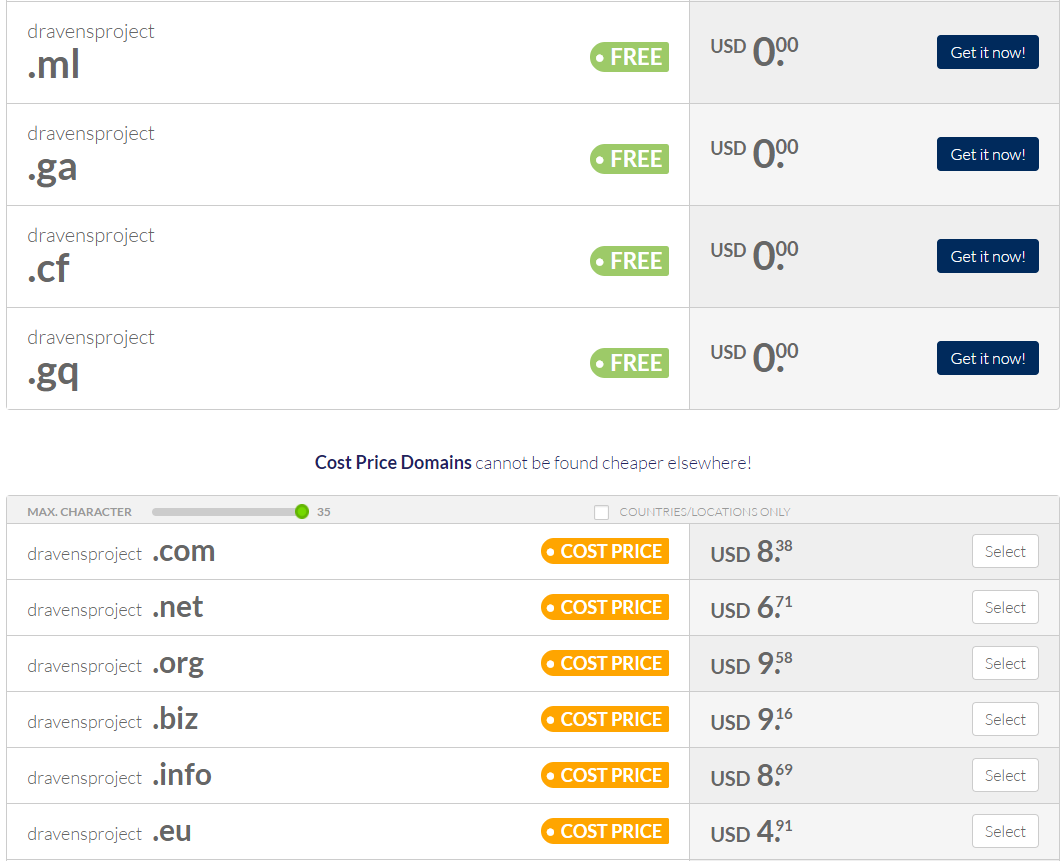 dravensproject
.ml
FREE
USD 0.00
Get it now!
dravensproject
.ga
FREE
USD 0.00
Get it now!
dravensproject
.cf
FREE
USD 0.00
Get it now!
dravensproject
.gq
FREE
USD 0.00
Get it now!
Cost Price Domains cannot be found cheaper elsewhere!
MAX. CHARACTER 35 COUNTRIES/LOCATIONS ONLY
dravensproject .com COST PRICE USD 8.38 Select
dravensproject .net COST PRICE USD 6.71 Select
dravensproject .org COST PRICE USD 9.58 Select
dravensproject .biz COST PRICE USD 9.16 Select
dravensproject .info COST PRICE USD 8.69 Select
dravensproject .eu COST PRICE USD 4.91 Select